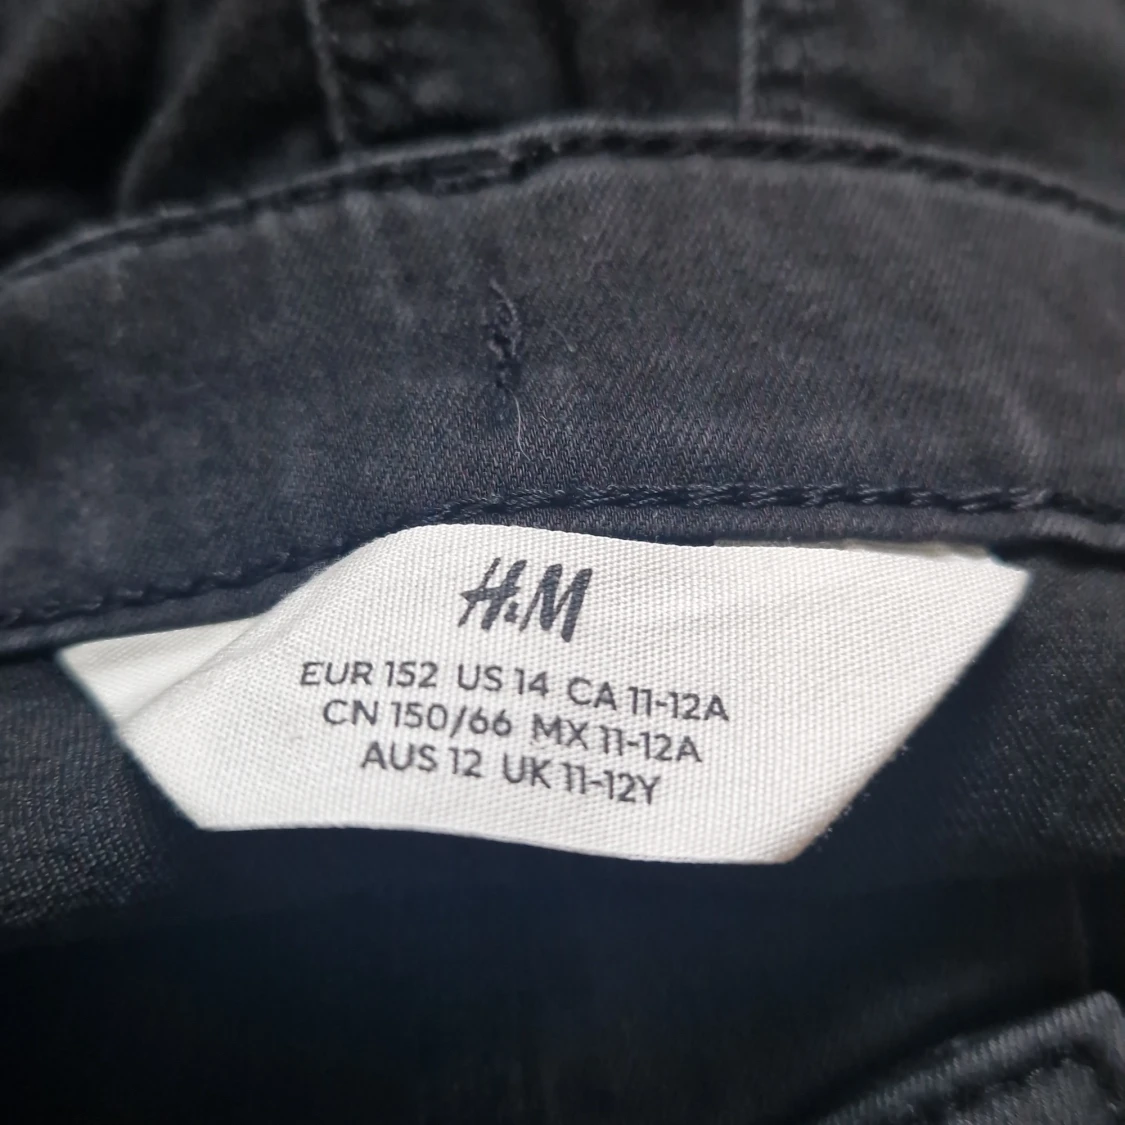 H&M
EUR 152 US 14 CA 11-12A
CN 150/66 MX 11-12A
AUS 12 UK 11-12Y